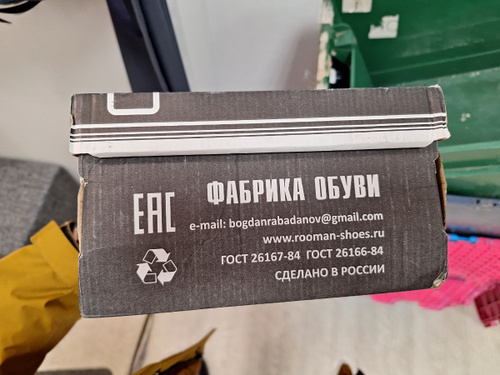 EAC
ФАБРИКА ОБУВИ
e-mail: bogdanrabadanov@gmail.com
www.rooman-shoes.ru
ГОСТ 26167-84 ГОСТ 26166-84
СДЕЛАНО В РОССИИ